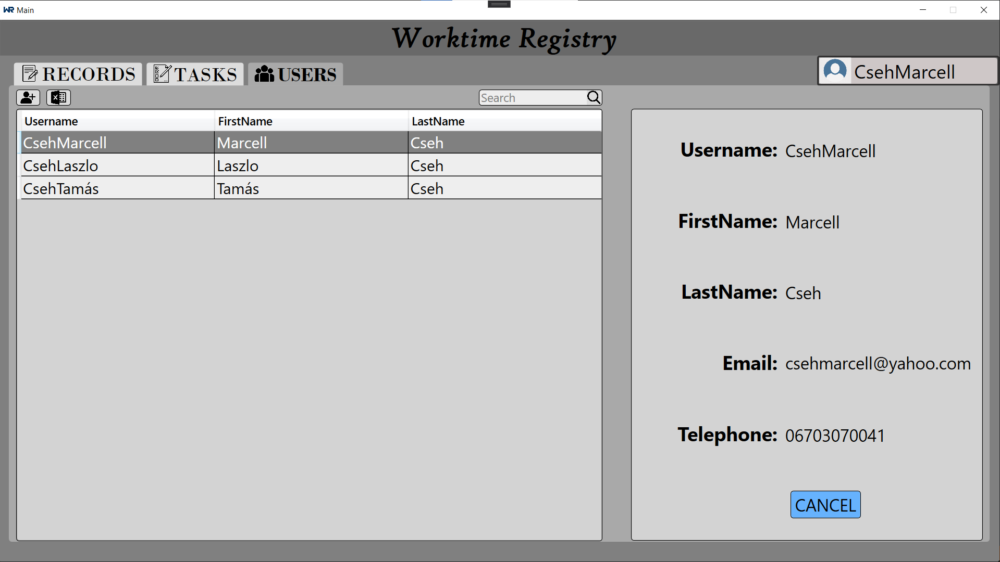 WR Main
Worktime Registry
RECORDS TASKS USERS
CsehMarcell
Search
Username FirstName LastName
CsehMarcell Marcell Cseh
CsehLaszlo Laszlo Cseh
CsehTamás Tamás Cseh
Username: CsehMarcell
FirstName: Marcell
LastName: Cseh
Email: csehmarcell@yahoo.com
Telephone: 06703070041
CANCEL